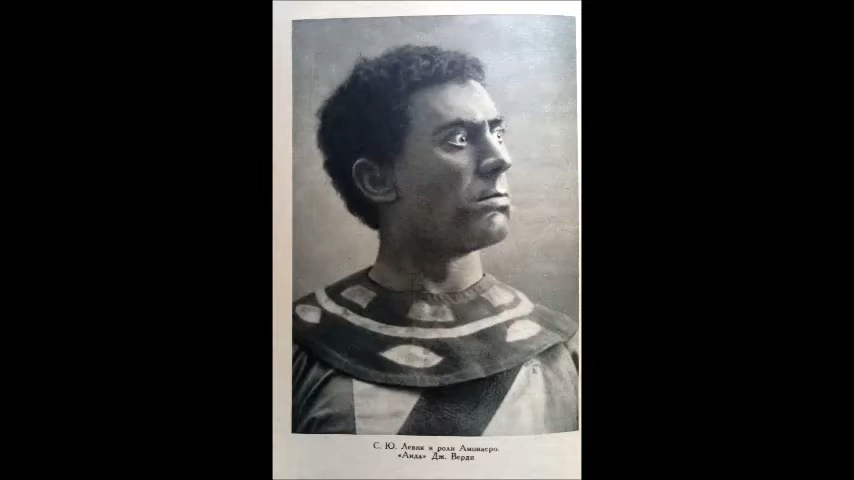 С. Ю. Левик в роли Амонасро.
«Аида» Дж. Верди